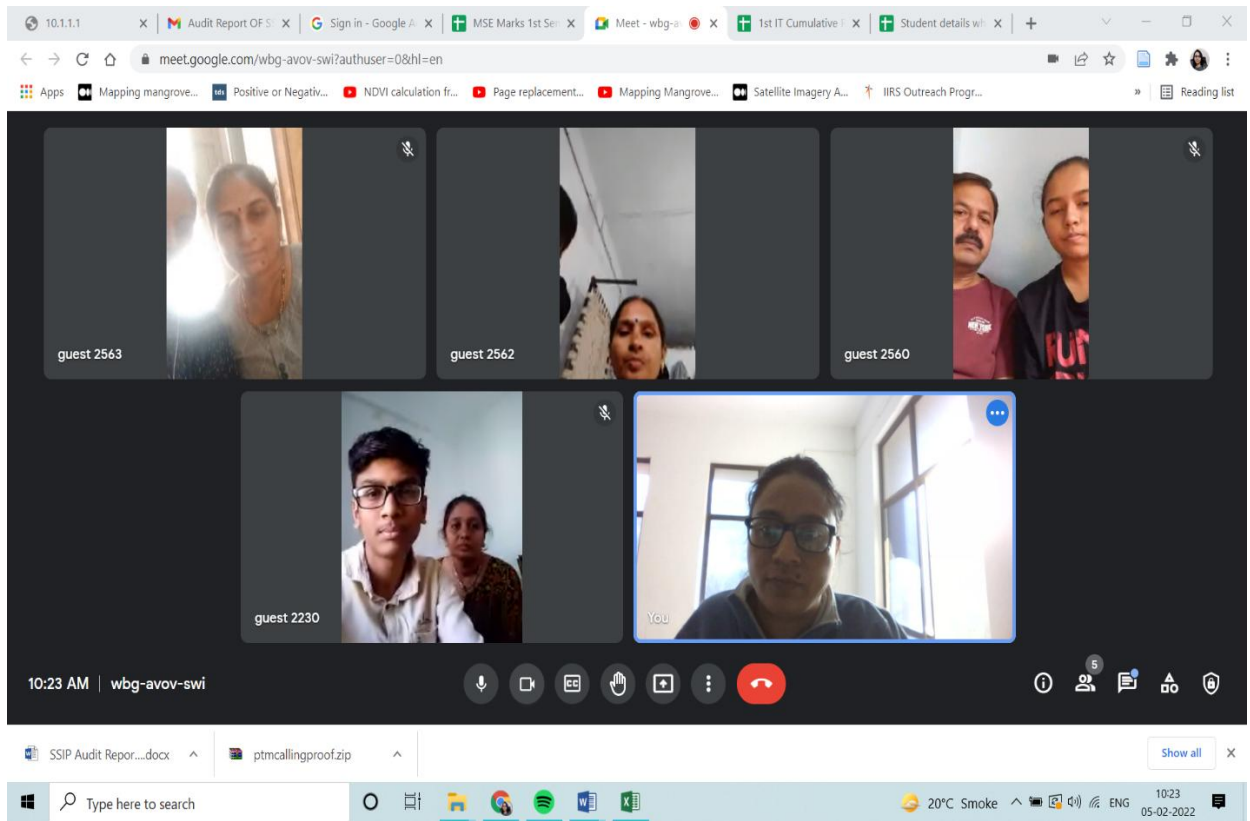 10.1.1.1
Audit Report OF S
Sign in - Google A
MSE Marks 1st Se
Meet - wbg-a
1st IT Cumulative
Student details wh
meet.google.com/wbg-avov-swi?authuser=0&hl=en
Apps
Mapping mangrove...
Positive or Negativ...
NDVI calculation fr...
Page replacement...
Mapping Mangrove...
Satellite Imagery A...
IIRS Outreach Progr...
»
Reading list
guest 2563
guest 2562
guest 2560
NEW YORK
FUN
guest 2230
You
10:23 AM | wbg-avov-swi
CC
5
SSIP Audit Repor....docx
ptmcallingproof.zip
Show all
Type here to search
20°C Smoke
ENG
10:23
05-02-2022